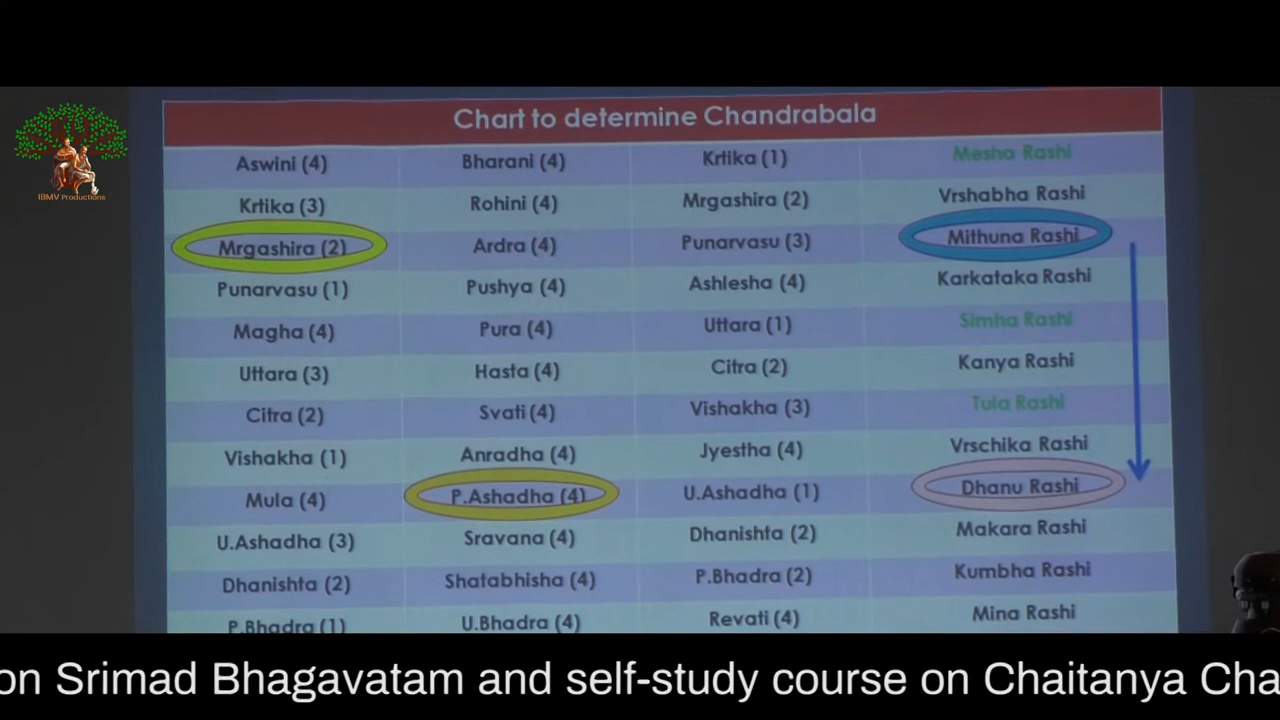 Chart to determine Chandrabala
Aswini (4) Bharani (4) Krtika (1) Mesha Rashi
Krtika (3) Rohini (4) Mrgashira (2) Vrshabha Rashi
Mrgashira (2) Ardra (4) Punarvasu (3) Mithuna Rashi
Punarvasu (1) Pushya (4) Ashlesha (4) Karkataka Rashi
Magha (4) Pura (4) Uttara (1) Simha Rashi
Uttara (3) Hasta (4) Citra (2) Kanya Rashi
Citra (2) Svati (4) Vishakha (3) Tula Rashi
Vishakha (1) Anradha (4) Jyestha (4) Vrschika Rashi
Mula (4) P.Ashadha (4) U.Ashadha (1) Dhanu Rashi
U.Ashadha (3) Sravana (4) Dhanishta (2) Makara Rashi
Dhanishta (2) Shatabhisha (4) P.Bhadra (2) Kumbha Rashi
P.Bhadra (1) U.Bhadra (4) Revati (4) Mina Rashi
IBMV Productions
on Srimad Bhagavatam and self-study course on Chaitanya Cha